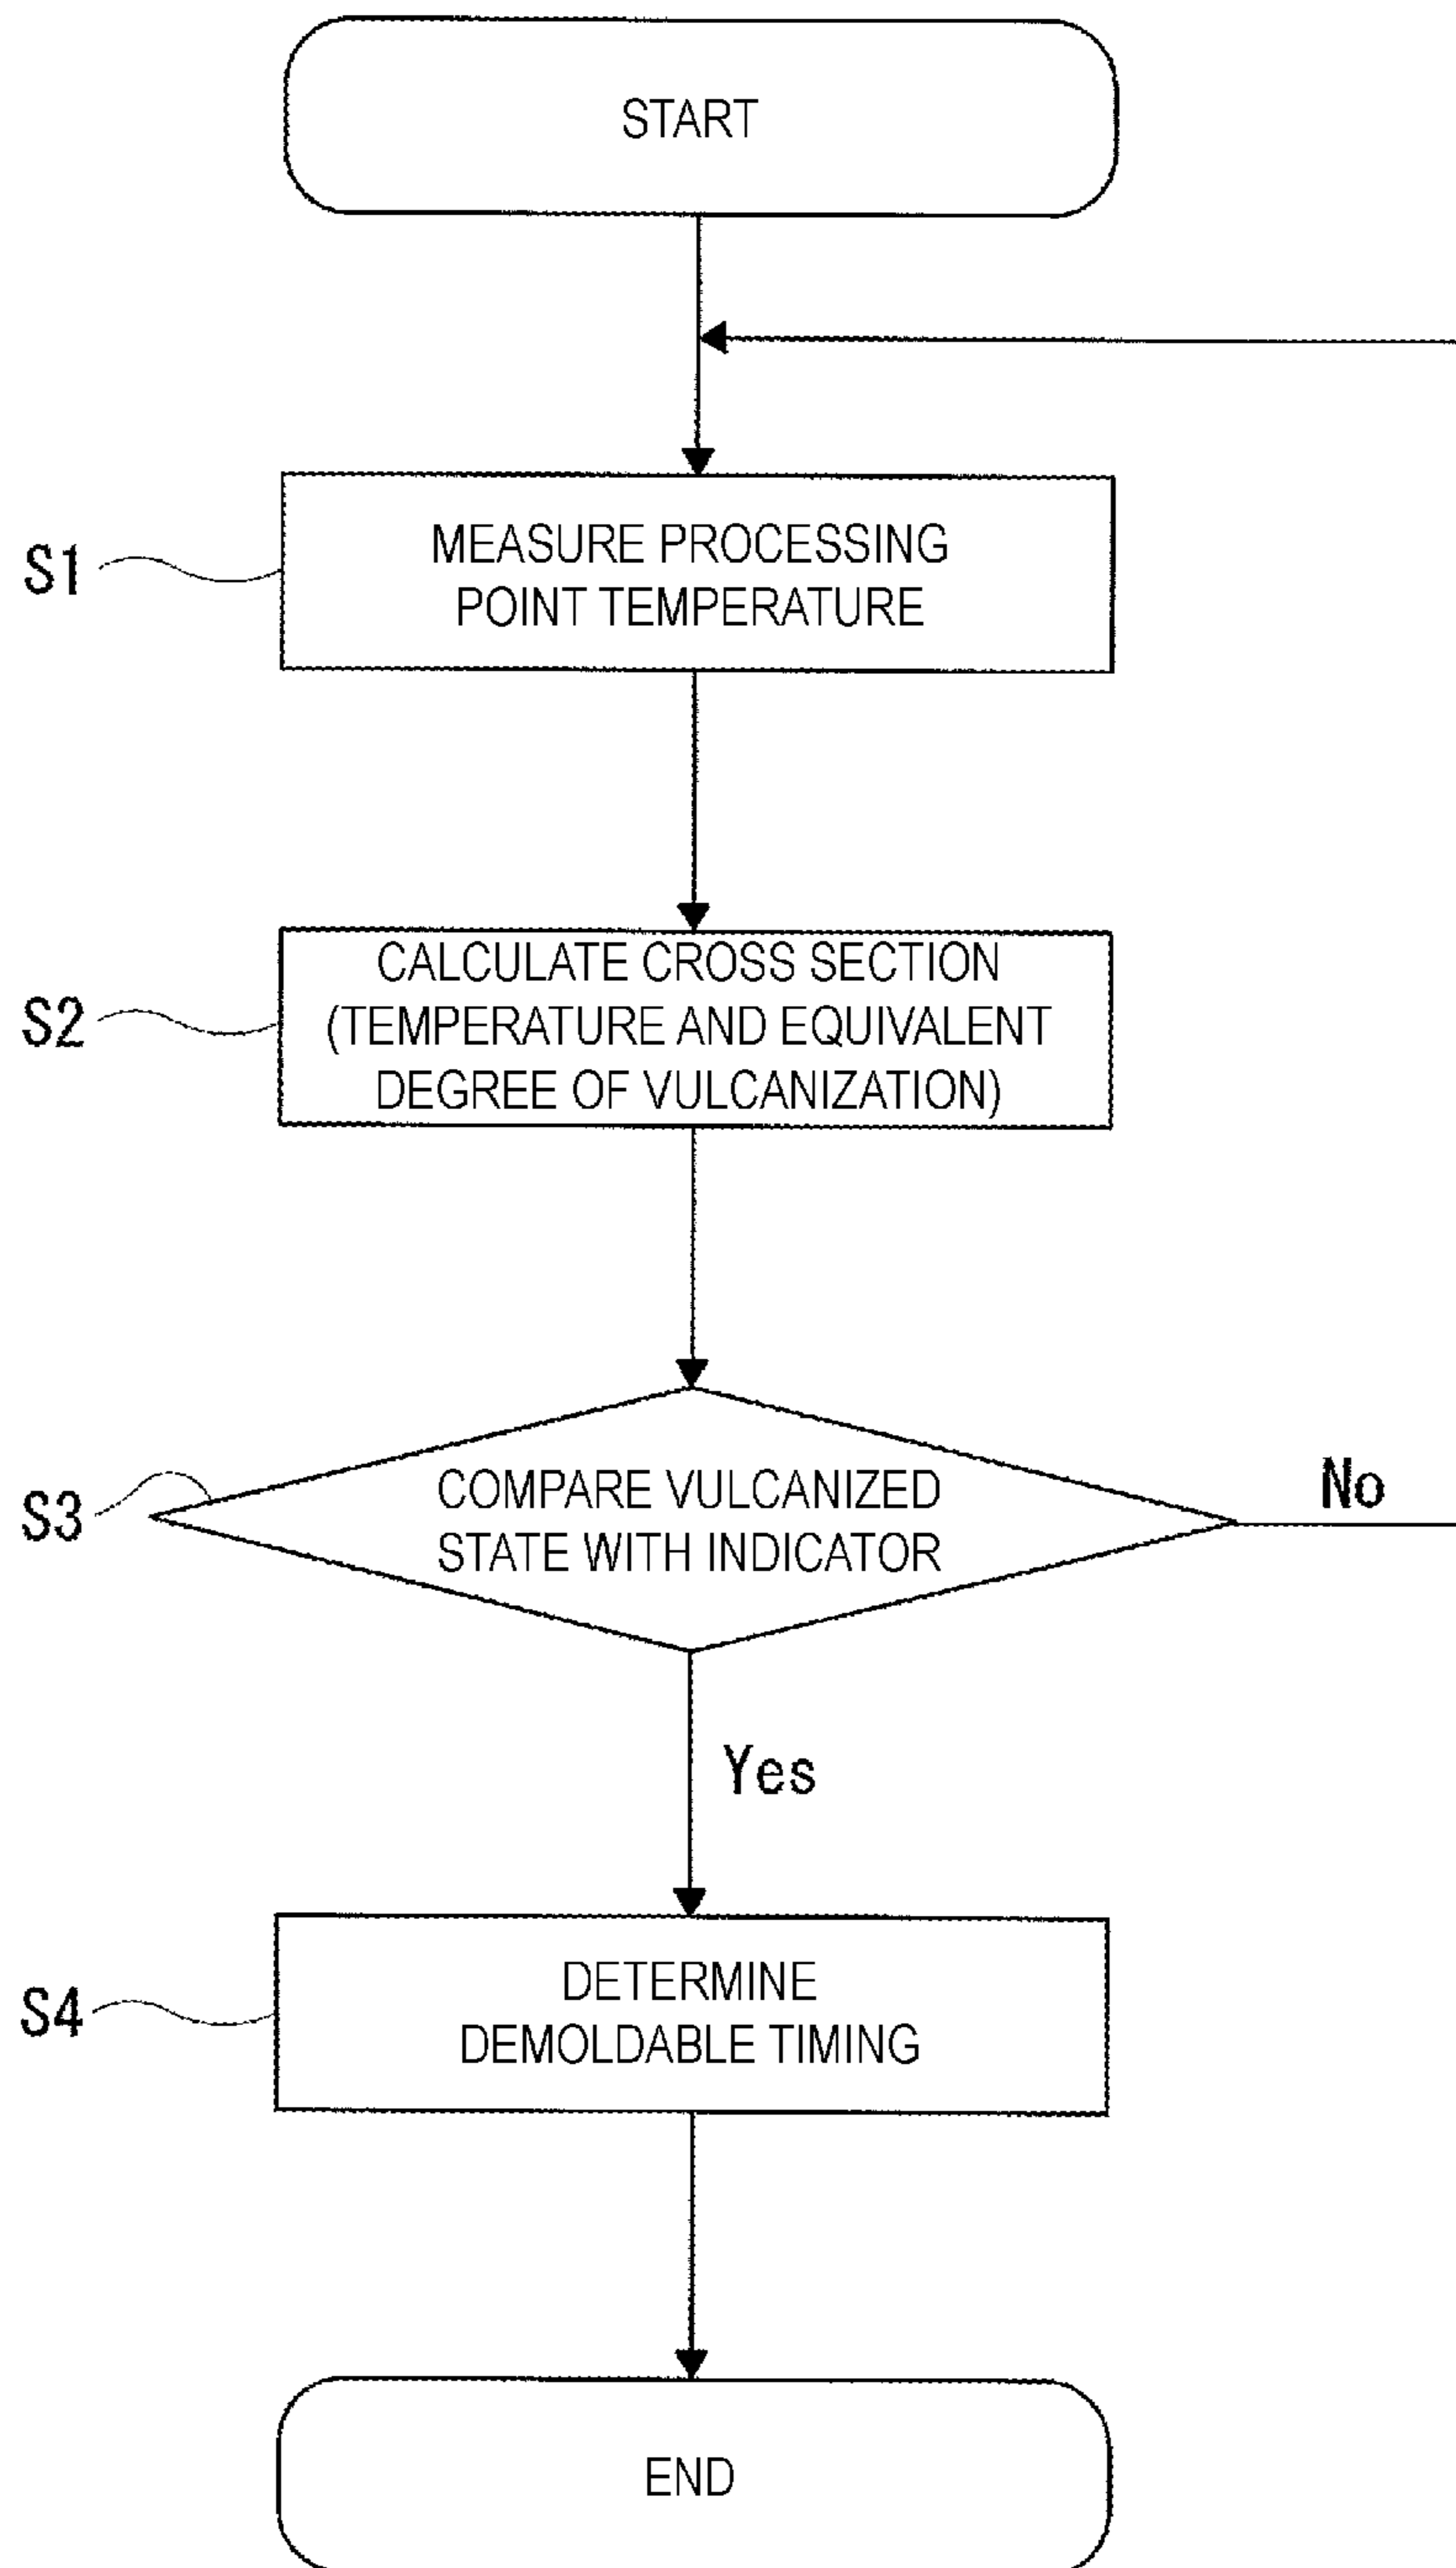 START
S1
MEASURE PROCESSING
POINT TEMPERATURE
S2
CALCULATE CROSS SECTION
(TEMPERATURE AND EQUIVALENT
DEGREE OF VULCANIZATION)
S3
COMPARE VULCANIZED
STATE WITH INDICATOR
No
Yes
S4
DETERMINE
DEMOLDABLE TIMING
END